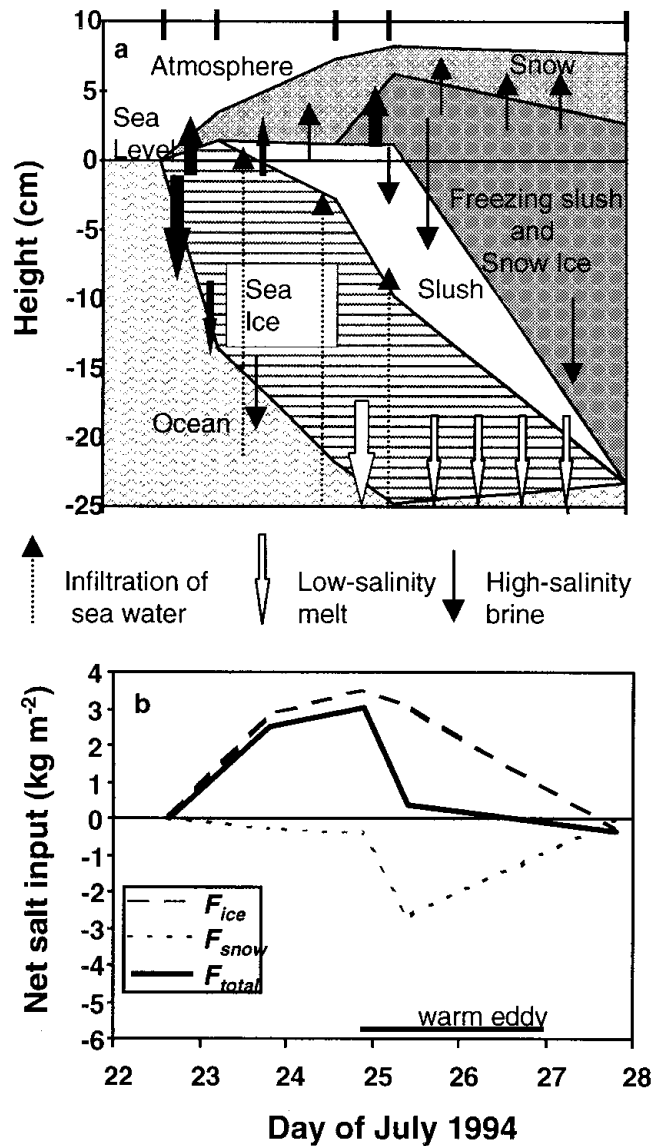 10
5
0
-5
-10
-15
-20
-25
Height (cm)
a
Atmosphere
Snow
Sea
Level
Freezing slush
and
Snow Ice
Slush
Sea
Ice
Ocean
Infiltration of
sea water
Low-salinity
melt
High-salinity
brine
4
3
2
1
0
-1
-2
-3
-4
-5
-6
Net salt input (kg m⁻²)
b
F_ice
F_snow
F_total
warm eddy
22 23 24 25 26 27 28
Day of July 1994